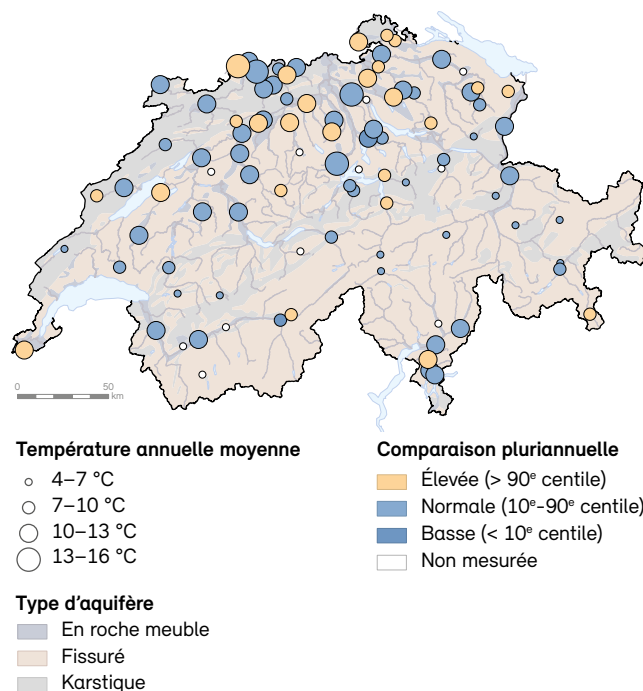 0 50
km
Température annuelle moyenne
4–7 °C
7–10 °C
10–13 °C
13–16 °C
Comparaison pluriannuelle
Élevée (> 90e centile)
Normale (10e-90e centile)
Basse (< 10e centile)
Non mesurée
Type d’aquifère
En roche meuble
Fissuré
Karstique